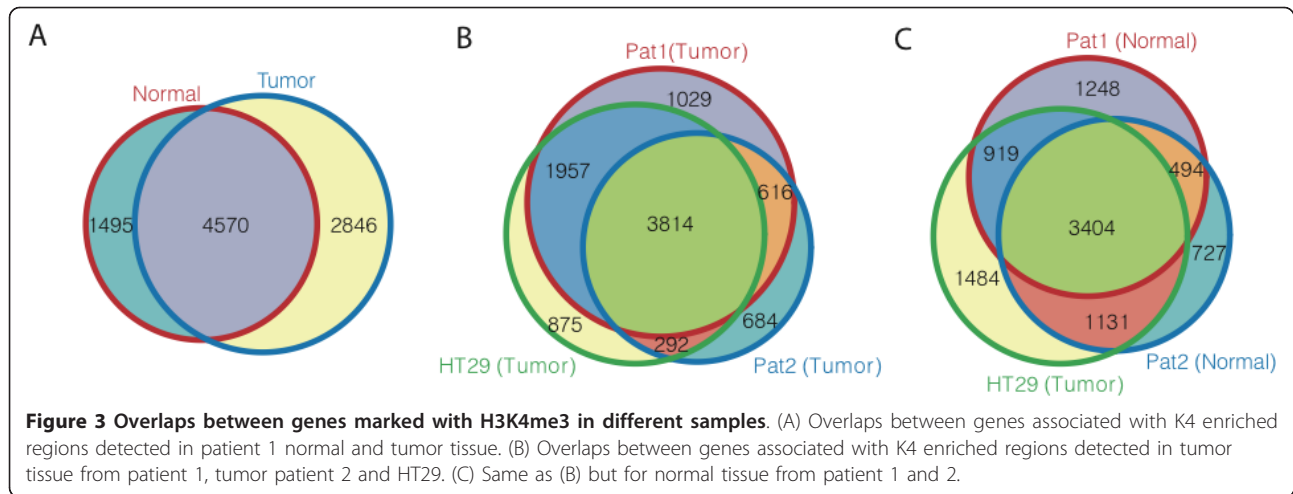 A
Normal
Tumor
1495
4570
2846
B
Pat1(Tumor)
1029
1957
616
3814
875
684
292
HT29 (Tumor)
Pat2 (Tumor)
C
Pat1 (Normal)
1248
919
494
3404
727
1484
1131
Pat2 (Normal)
HT29 (Tumor)
Figure 3 Overlaps between genes marked with H3K4me3 in different samples. (A) Overlaps between genes associated with K4 enriched
regions detected in patient 1 normal and tumor tissue. (B) Overlaps between genes associated with K4 enriched regions detected in tumor
tissue from patient 1, tumor patient 2 and HT29. (C) Same as (B) but for normal tissue from patient 1 and 2.